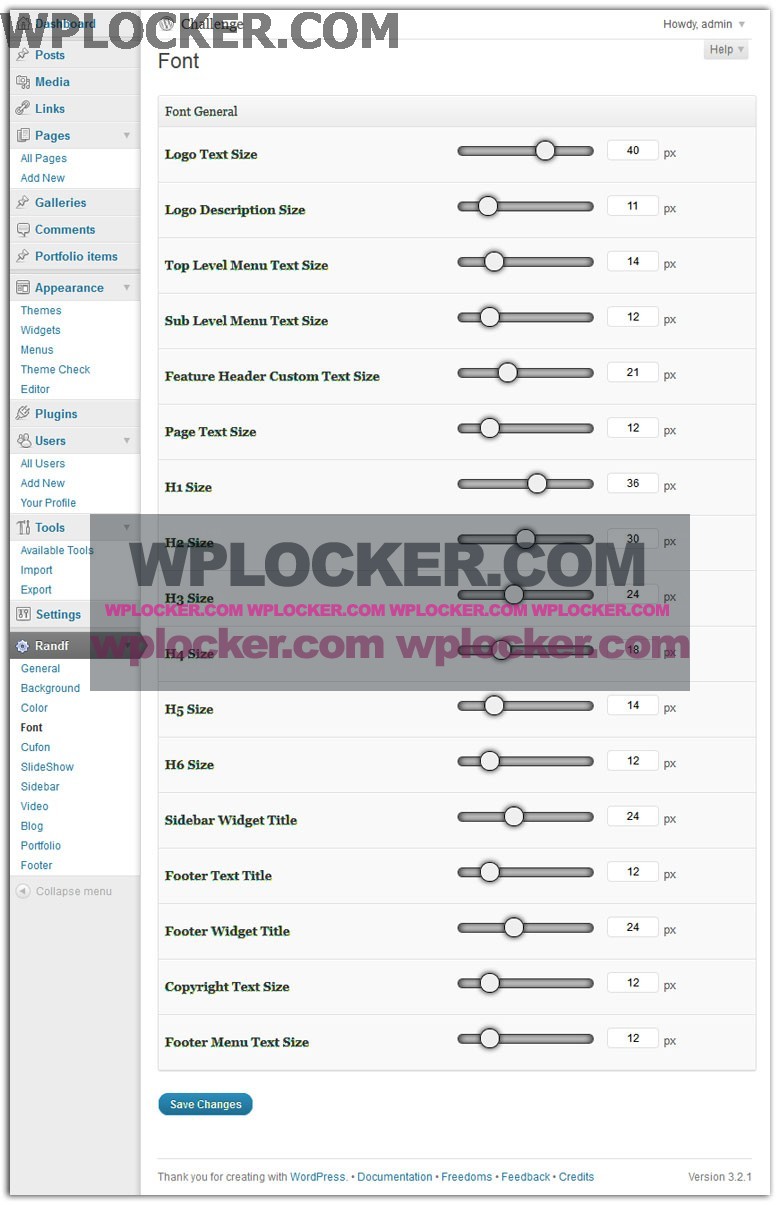 WPLOCKER.COM
Dashboard
Challenge
Howdy, admin
Help
Posts
Media
Links
Pages
All Pages
Add New
Galleries
Comments
Portfolio items
Appearance
Themes
Widgets
Menus
Theme Check
Editor
Plugins
Users
All Users
Add New
Your Profile
Tools
Available Tools
Import
Export
Settings
Randf
General
Background
Color
Font
Cufon
SlideShow
Sidebar
Video
Blog
Portfolio
Footer
Collapse menu
Font
Font General
Logo Text Size 40 px
Logo Description Size 11 px
Top Level Menu Text Size 14 px
Sub Level Menu Text Size 12 px
Feature Header Custom Text Size 21 px
Page Text Size 12 px
H1 Size 36 px
H2 Size 30 px
WPLOCKER.COM
H3 Size 24 px
WPLOCKER.COM WPLOCKER.COM WPLOCKER.COM WPLOCKER.COM
wplocker.com wplocker.com
H4 Size 18 px
H5 Size 14 px
H6 Size 12 px
Sidebar Widget Title 24 px
Footer Text Title 12 px
Footer Widget Title 24 px
Copyright Text Size 12 px
Footer Menu Text Size 12 px
Save Changes
Thank you for creating with WordPress. • Documentation • Freedoms • Feedback • Credits
Version 3.2.1